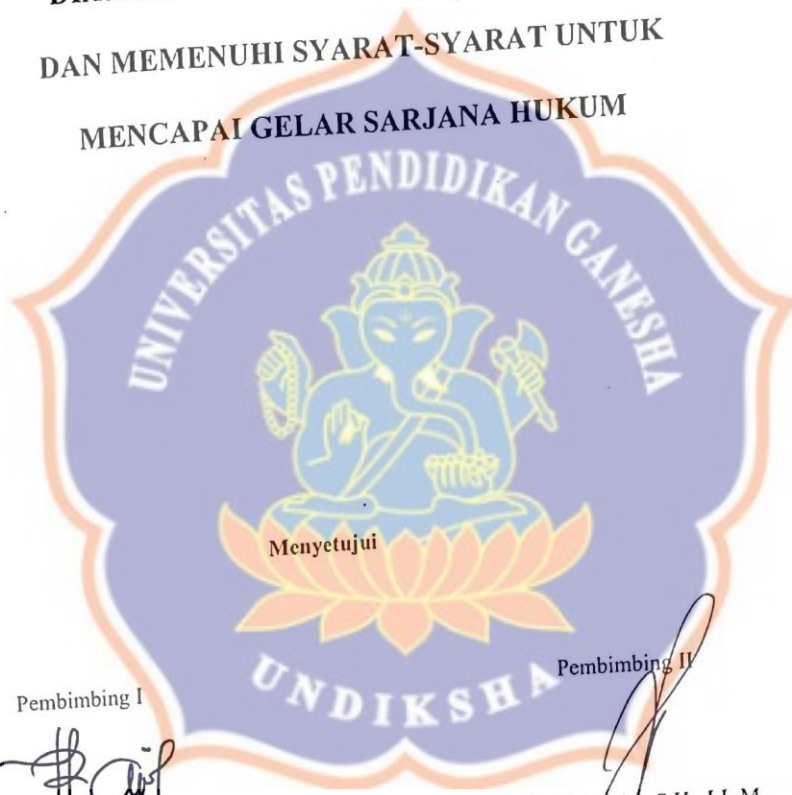 DAN MEMENUHI SYARAT-SYARAT UNTUK
MENCAPAI GELAR SARJANA HUKUM
UNIVERSITAS PENDIDIKAN GANESHA
Menyetujui
UNDIKSHA
Pembimbing I
Pembimbing II